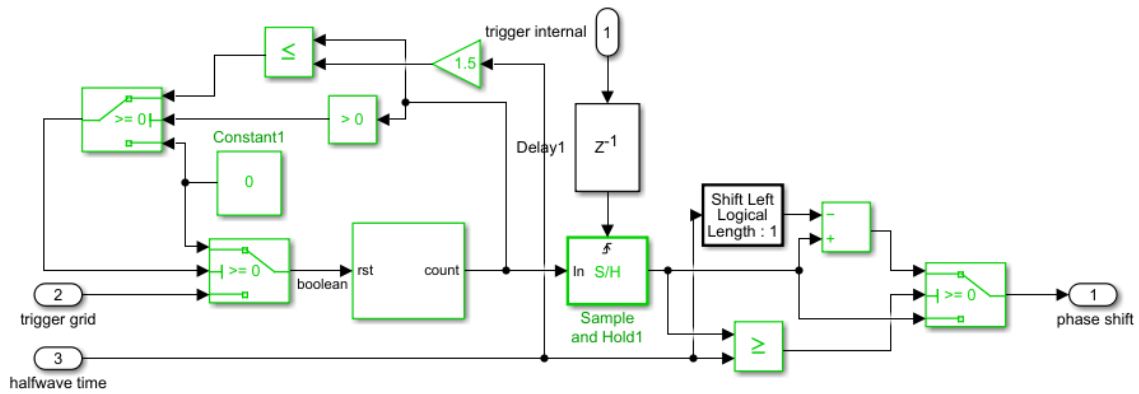 trigger internal
1
≤
1.5
>= 0
> 0
Constant1
0
Delay1
Z-1
Shift Left
Logical
Length : 1
−
+
>= 0
boolean
rst
count
In
S/H
>= 0
2
trigger grid
Sample
and Hold1
1
phase shift
≥
3
halfwave time